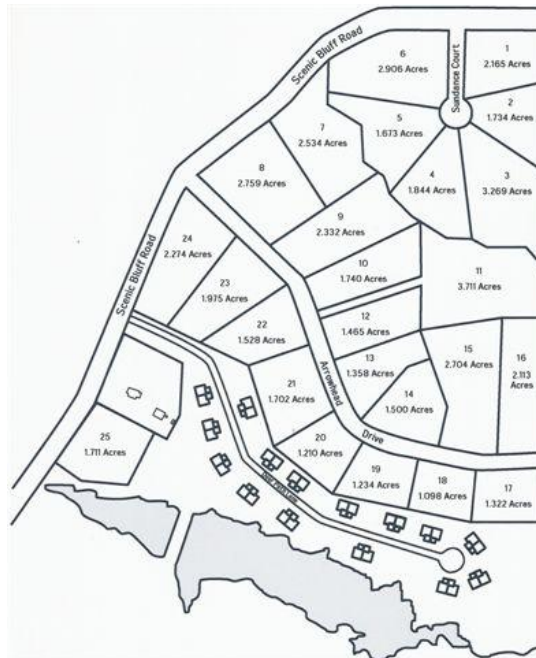 Scenic Bluff Road
6
2.906 Acres
Sundance Court
1
2.165 Acres
2
1.734 Acres
5
1.673 Acres
7
2.534 Acres
8
2.759 Acres
4
1.844 Acres
3
3.269 Acres
9
2.332 Acres
24
2.274 Acres
10
1.740 Acres
11
3.711 Acres
23
1.975 Acres
Scenic Bluff Road
22
1.528 Acres
12
1.465 Acres
13
1.358 Acres
15
2.704 Acres
16
2.113
Acres
Arrowhead
21
1.702 Acres
14
1.500 Acres
Drive
25
1.711 Acres
20
1.210 Acres
19
1.234 Acres
18
1.098 Acres
17
1.322 Acres